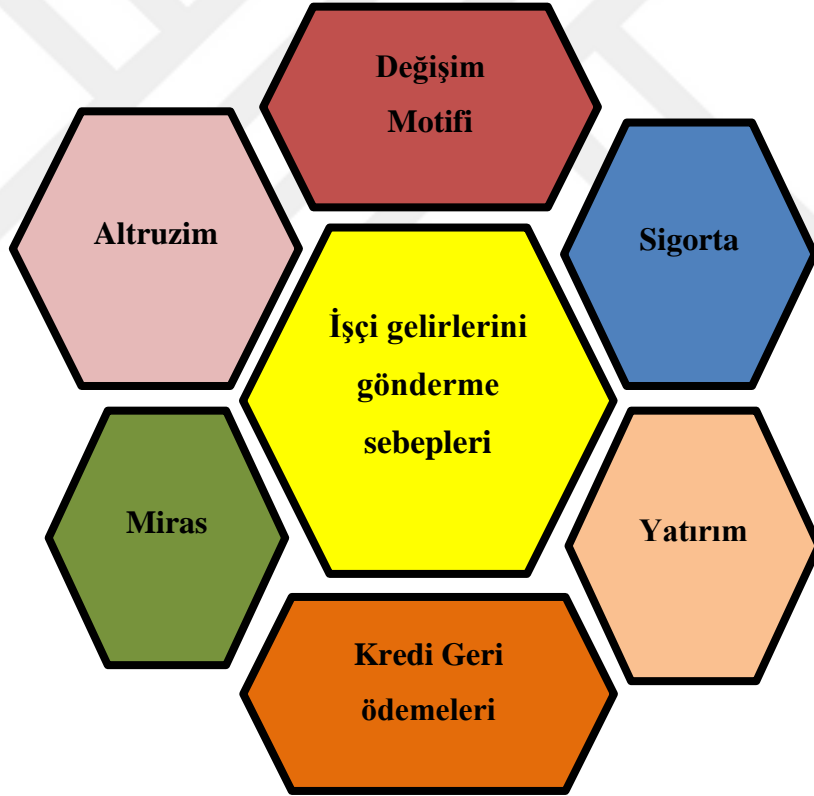 Değişim
Motifi
Altruzim
Sigorta
İşçi gelirlerini
gönderme
sebepleri
Miras
Yatırım
Kredi Geri
ödemeleri